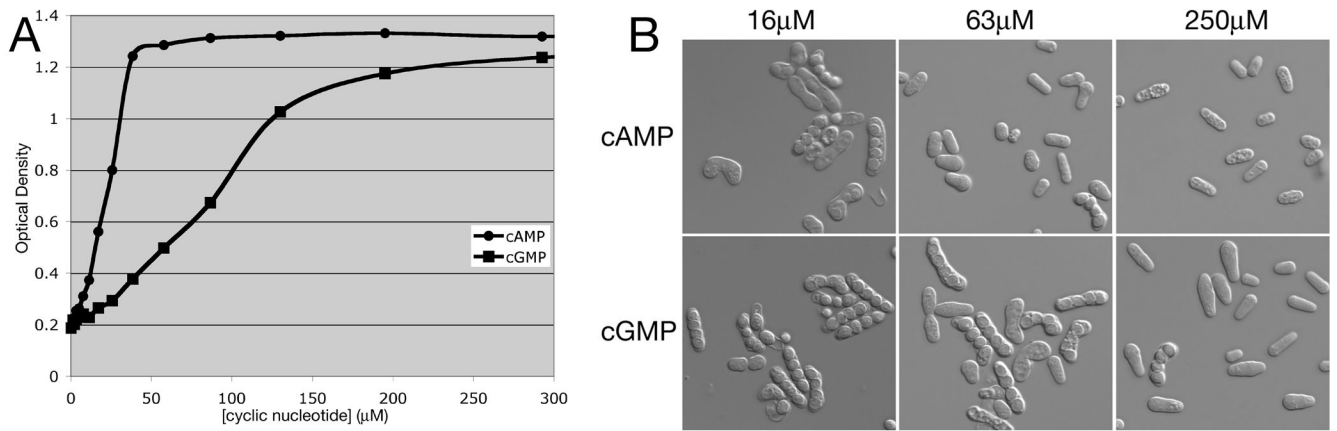 A
1.4
1.2
1
0.8
0.6
0.4
0.2
0
Optical Density
cAMP
cGMP
0 50 100 150 200 250 300
[cyclic nucleotide] (μM)
B
16μM 63μM 250μM
cAMP
cGMP